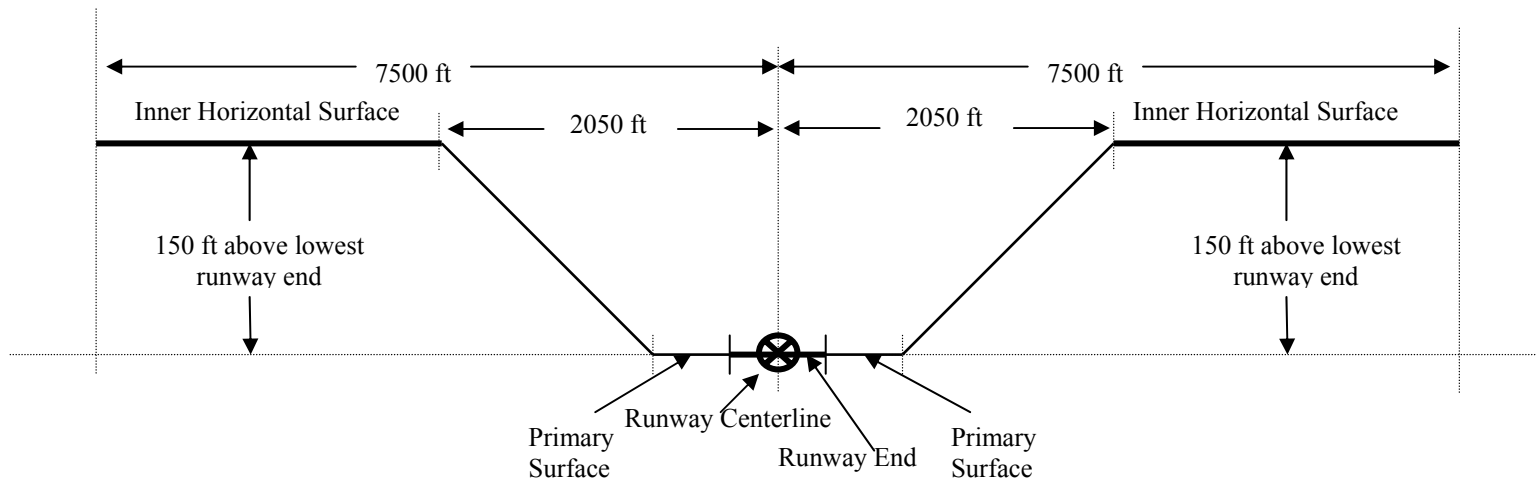 7500 ft
7500 ft
Inner Horizontal Surface
2050 ft
2050 ft
Inner Horizontal Surface
150 ft above lowest
runway end
150 ft above lowest
runway end
Runway Centerline
Primary
Surface
Runway End
Primary
Surface